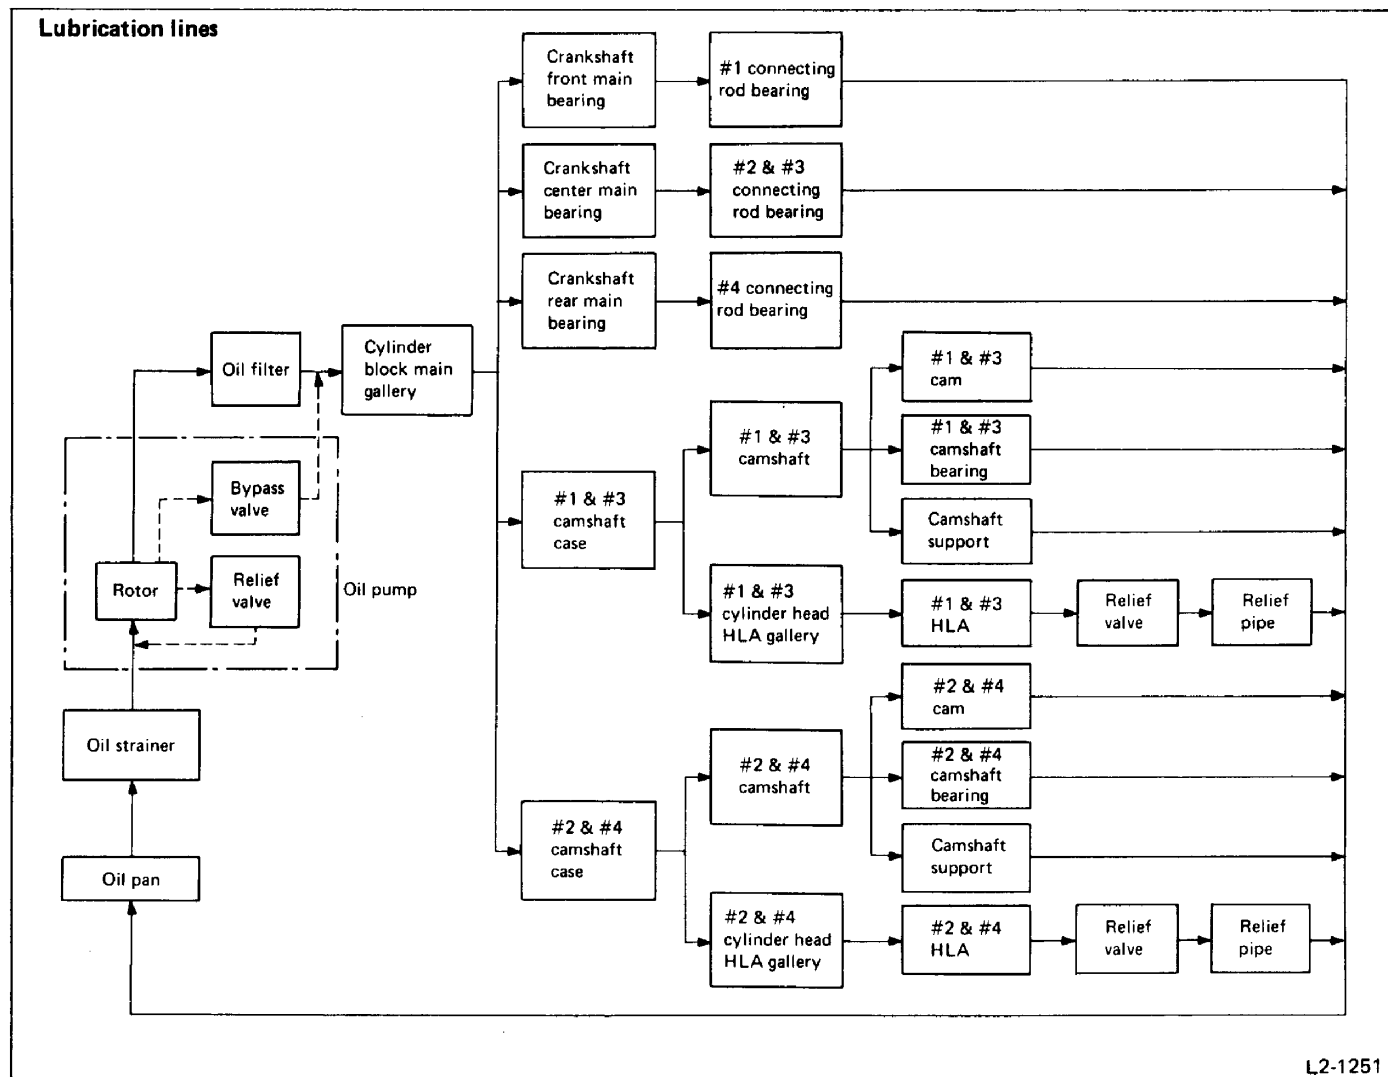 Lubrication lines
Crankshaft
front main
bearing
#1 connecting
rod bearing
Crankshaft
center main
bearing
#2 & #3
connecting
rod bearing
Crankshaft
rear main
bearing
#4 connecting
rod bearing
Oil filter
Cylinder
block main
gallery
#1 & #3
cam
#1 & #3
camshaft
#1 & #3
camshaft
bearing
Bypass
valve
#1 & #3
camshaft
case
Camshaft
support
Rotor
Relief
valve
Oil pump
#1 & #3
cylinder head
HLA gallery
#1 & #3
HLA
Relief
valve
Relief
pipe
#2 & #4
cam
Oil strainer
#2 & #4
camshaft
#2 & #4
camshaft
bearing
#2 & #4
camshaft
case
Camshaft
support
Oil pan
#2 & #4
cylinder head
HLA gallery
#2 & #4
HLA
Relief
valve
Relief
pipe
L2-1251